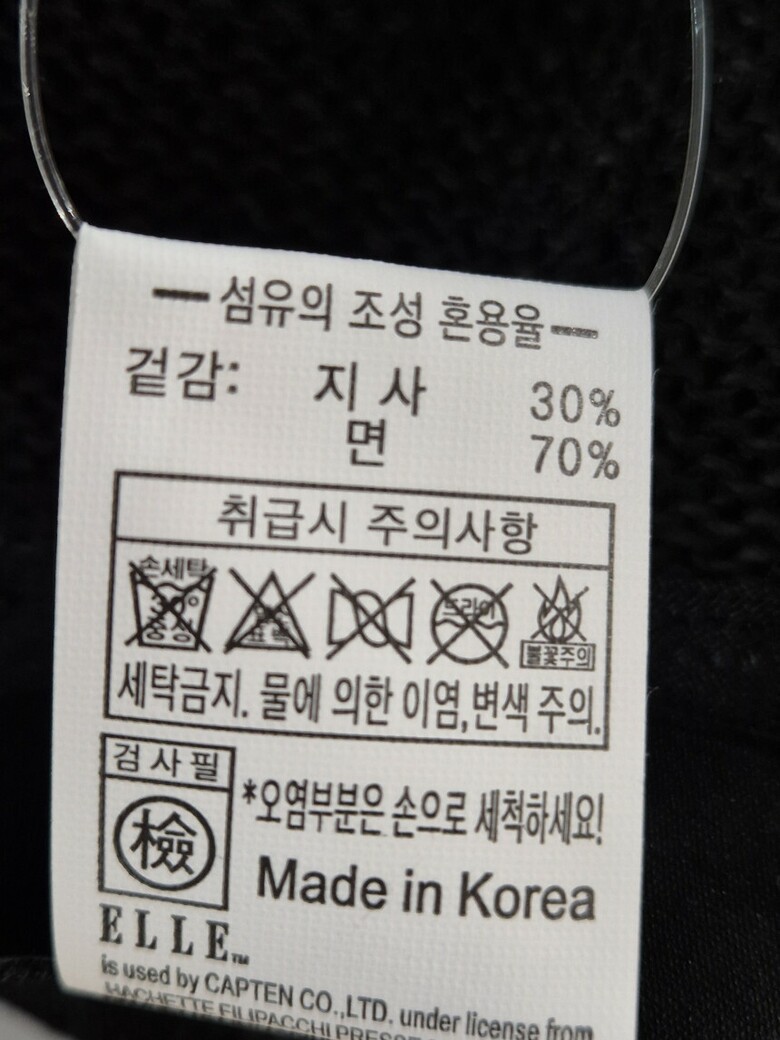 섬유의 조성 혼용율
겉감: 지 사 30%
면 70%
취급시 주의사항
손세탁
30°
중성
표백
드라이
불꽃주의
세탁금지. 물에 의한 이염,변색 주의.
검 사 필
檢
*오염부분은 손으로 세척하세요!
Made in Korea
ELLE™
is used by CAPTEN CO.,LTD. under license from
HACHETTE FILIPACCHI PRESSE